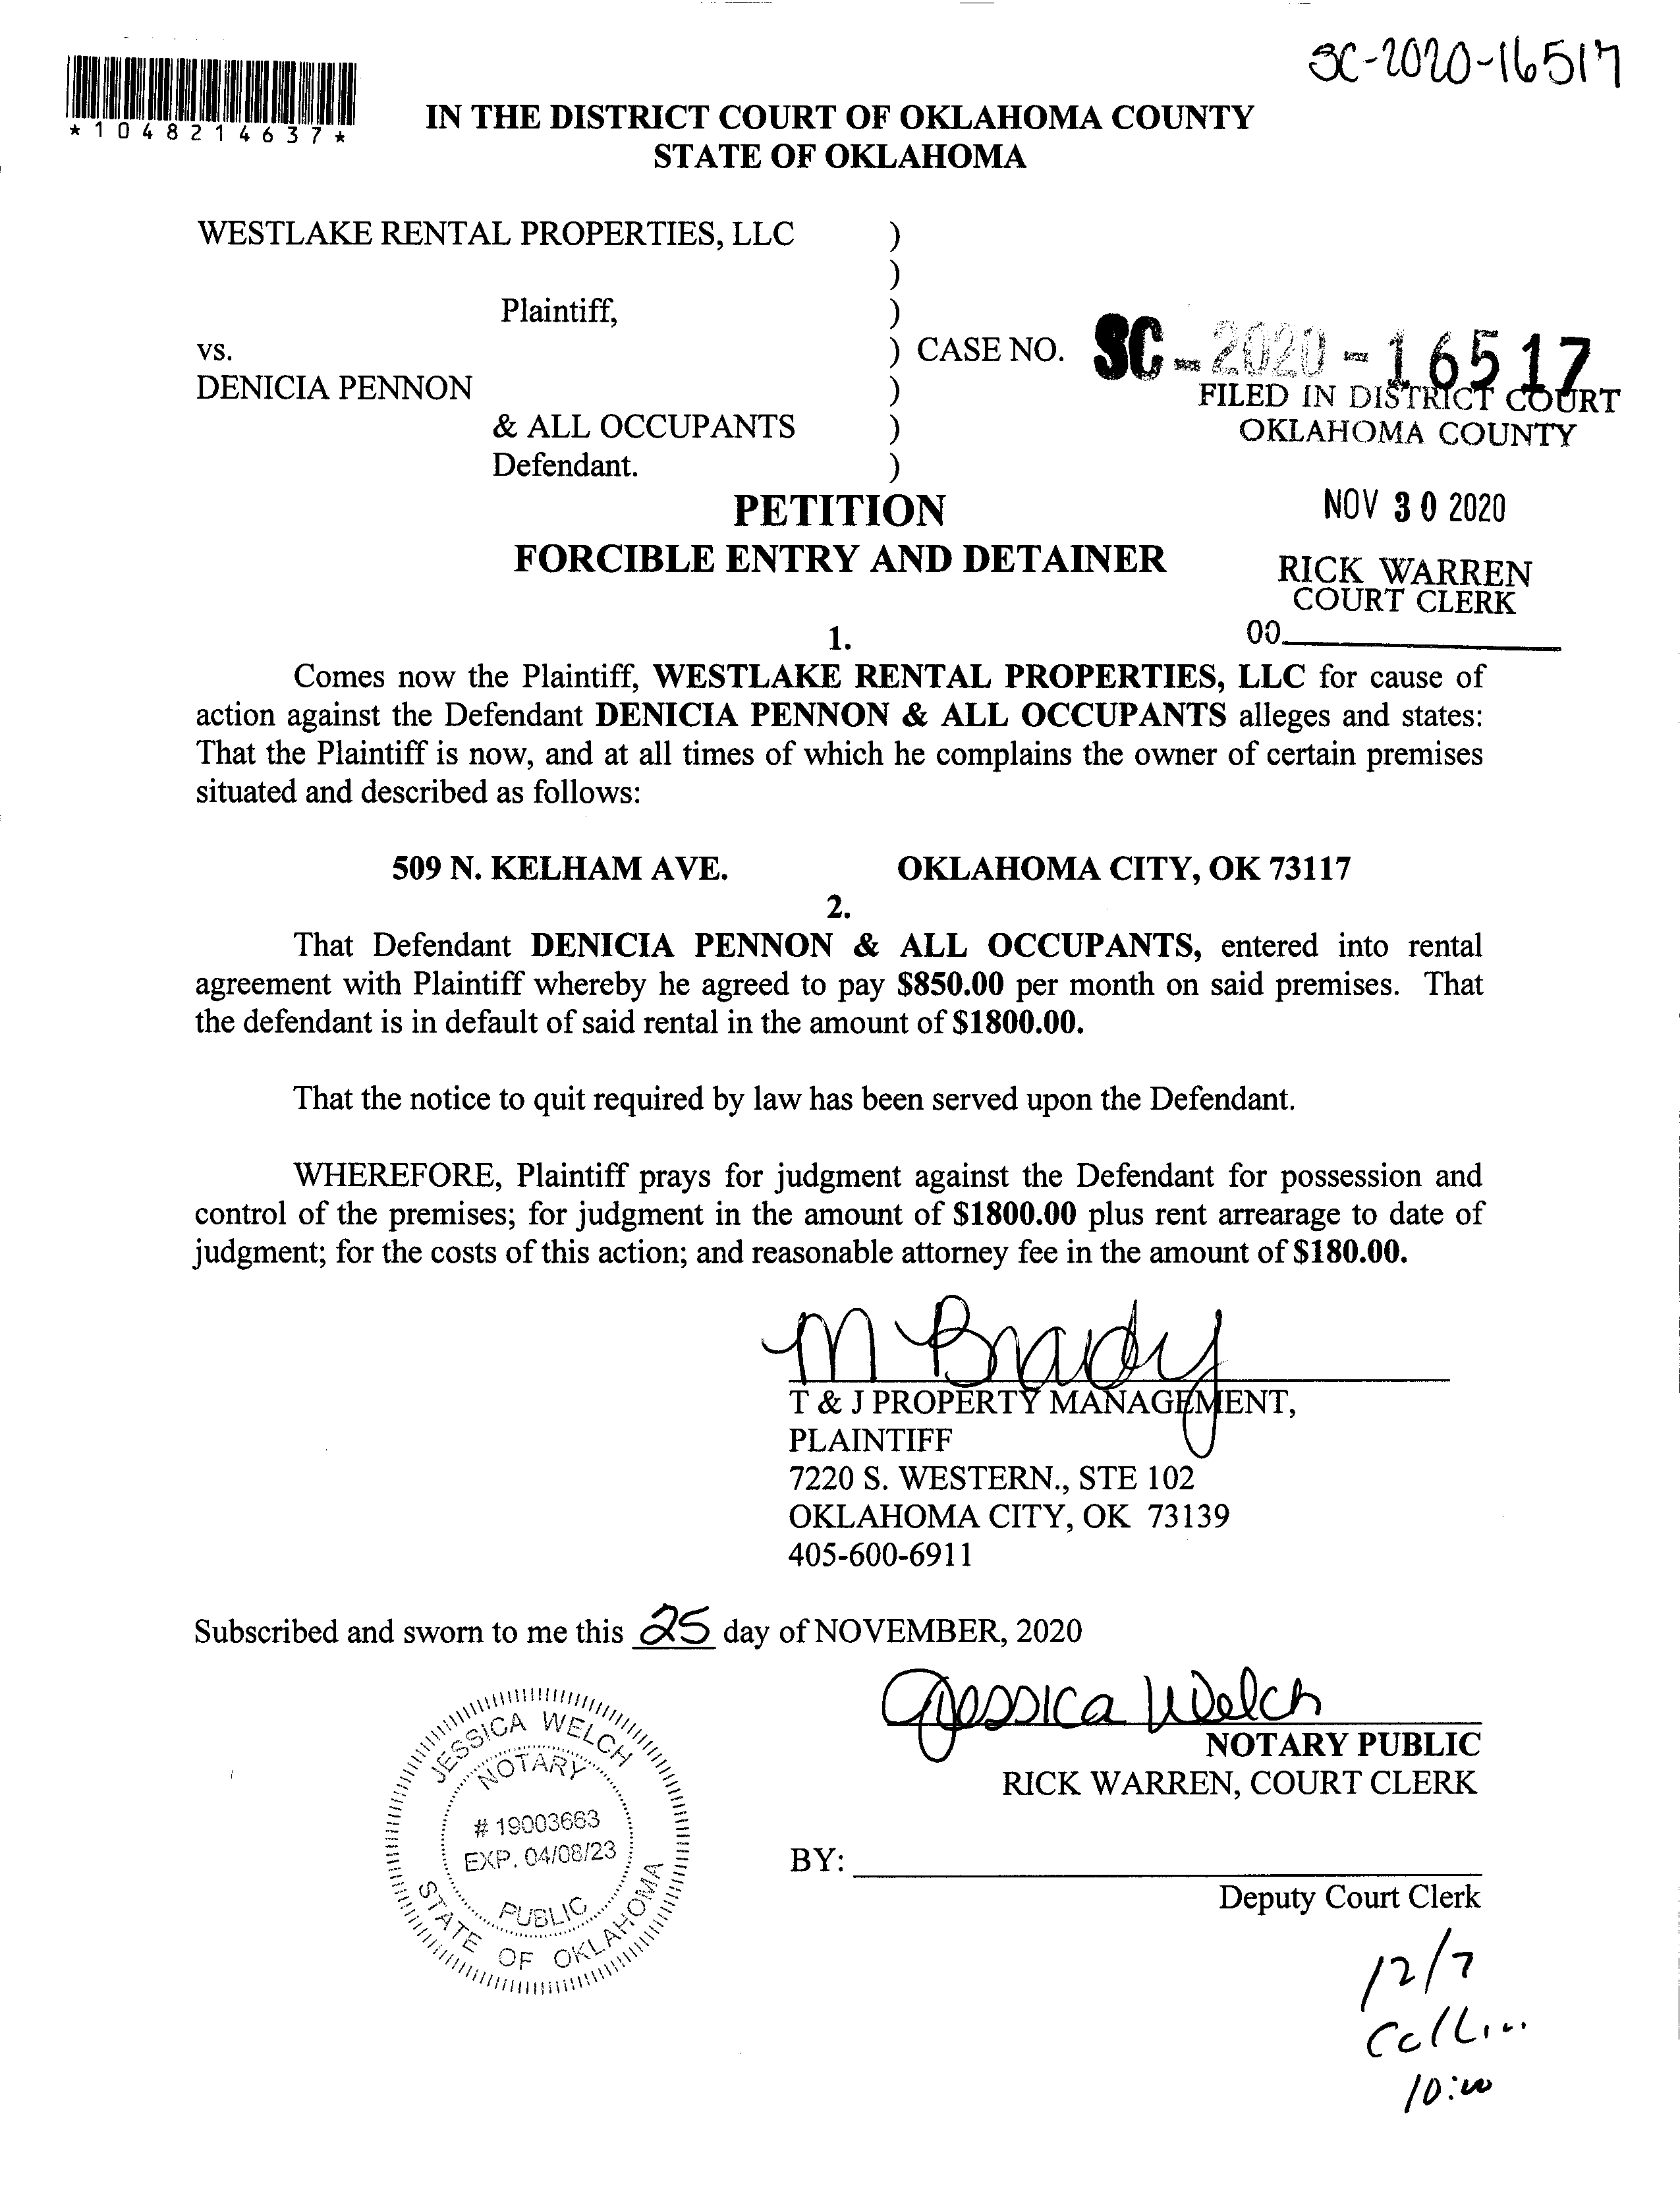 SC-2020-16517
*1048214637*
IN THE DISTRICT COURT OF OKLAHOMA COUNTY
STATE OF OKLAHOMA
WESTLAKE RENTAL PROPERTIES, LLC )
)
Plaintiff, )
vs. ) CASE NO. SC-2020-16517
DENICIA PENNON )
& ALL OCCUPANTS )
Defendant. )
FILED IN DISTRICT COURT
OKLAHOMA COUNTY
NOV 30 2020
RICK WARREN
COURT CLERK
00
PETITION
FORCIBLE ENTRY AND DETAINER
1.
Comes now the Plaintiff, WESTLAKE RENTAL PROPERTIES, LLC for cause of
action against the Defendant DENICIA PENNON & ALL OCCUPANTS alleges and states:
That the Plaintiff is now, and at all times of which he complains the owner of certain premises
situated and described as follows:
509 N. KELHAM AVE. OKLAHOMA CITY, OK 73117
2.
That Defendant DENICIA PENNON & ALL OCCUPANTS, entered into rental
agreement with Plaintiff whereby he agreed to pay $850.00 per month on said premises. That
the defendant is in default of said rental in the amount of $1800.00.
That the notice to quit required by law has been served upon the Defendant.
WHEREFORE, Plaintiff prays for judgment against the Defendant for possession and
control of the premises; for judgment in the amount of $1800.00 plus rent arrearage to date of
judgment; for the costs of this action; and reasonable attorney fee in the amount of $180.00.
M Brady
T & J PROPERTY MANAGEMENT,
PLAINTIFF
7220 S. WESTERN., STE 102
OKLAHOMA CITY, OK 73139
405-600-6911
Subscribed and sworn to me this 25 day of NOVEMBER, 2020
Jessica Welch
NOTARY PUBLIC
RICK WARREN, COURT CLERK
JESSICA WELCH
NOTARY
# 19003663
EXP. 04/08/23
PUBLIC
STATE OF OKLAHOMA
BY:
Deputy Court Clerk
12/7
10:00